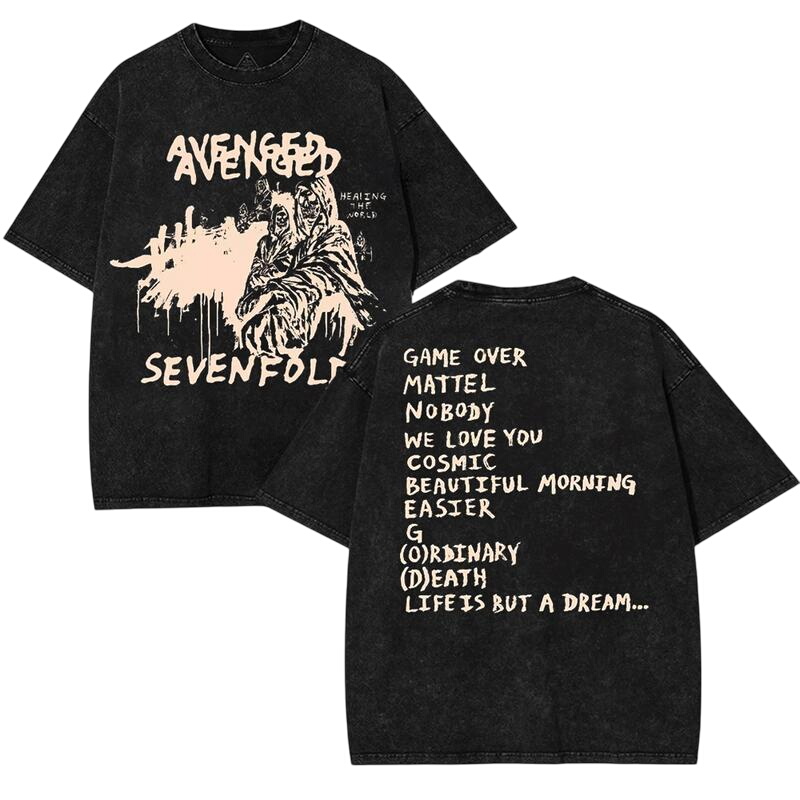 AVENGED
AVENGED
HEALING
THE
WORLD
SEVENFOLD
GAME OVER
MATTEL
NOBODY
WE LOVE YOU
COSMIC
BEAUTIFUL MORNING
EASIER
G
(O)RDINARY
(D)EATH
LIFE IS BUT A DREAM...